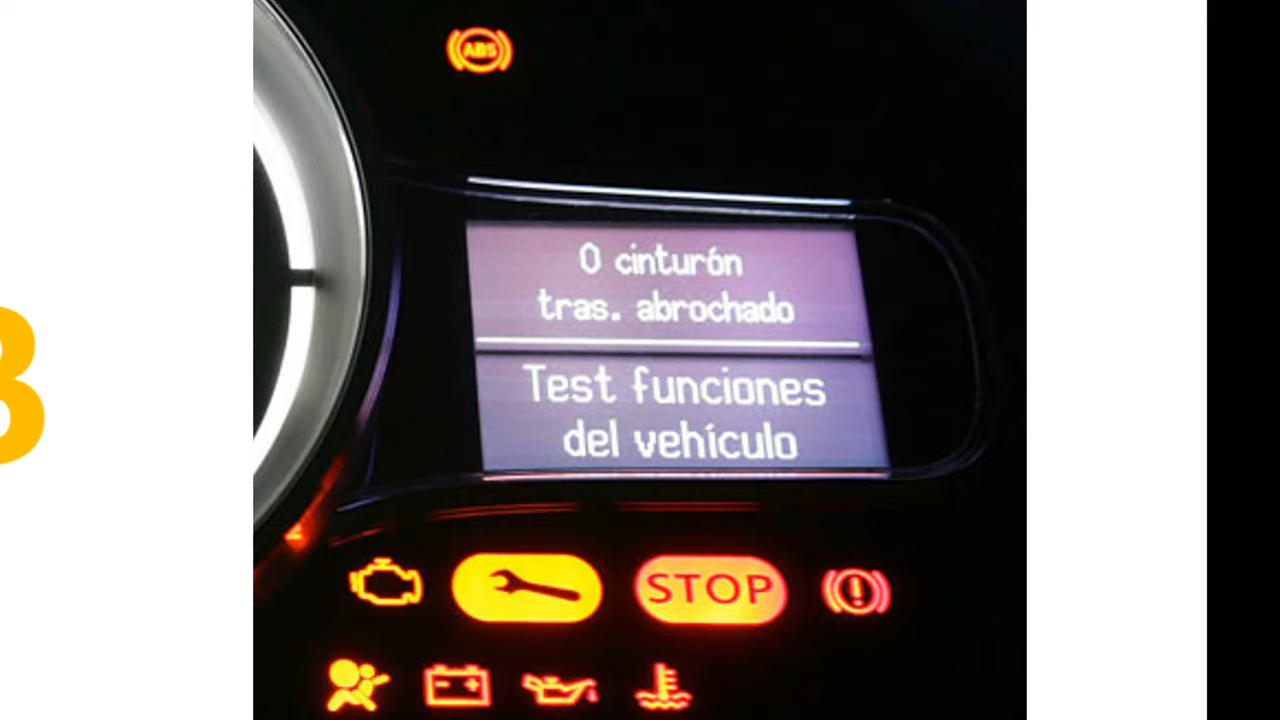 ABS
0 cinturón
tras. abrochado
Test funciones
del vehículo
STOP